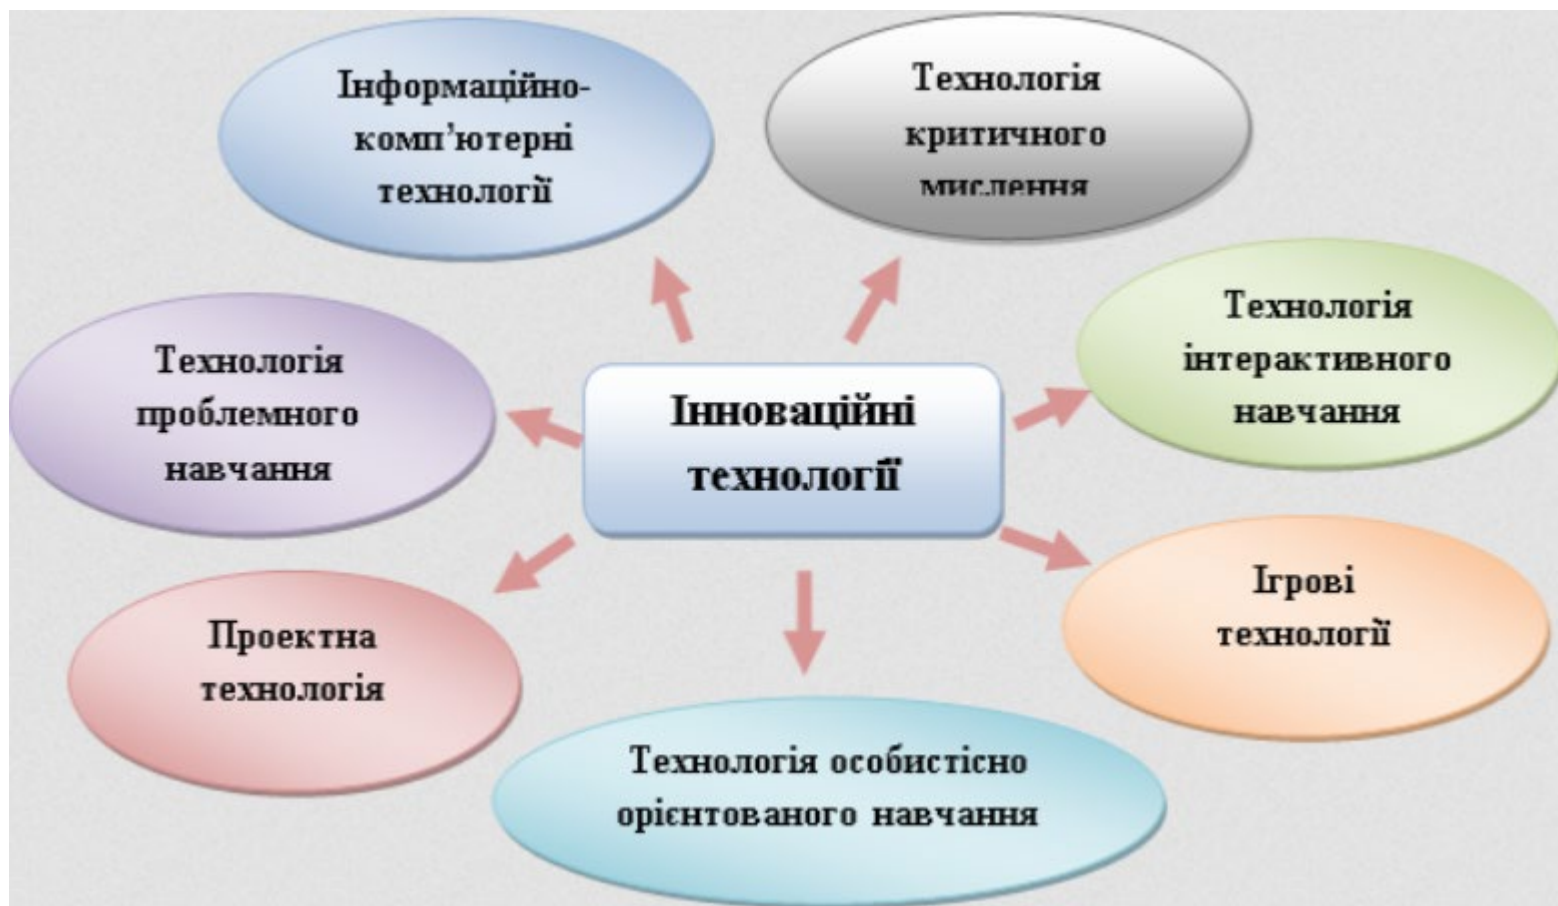 Інформаційно-
комп’ютерні
технології
Технологія
критичного
мислення
Технологія
інтерактивного
навчання
Технологія
проблемного
навчання
Інноваційні
технології
Ігрові
технології
Проектна
технологія
Технологія особистісно
орієнтованого навчання